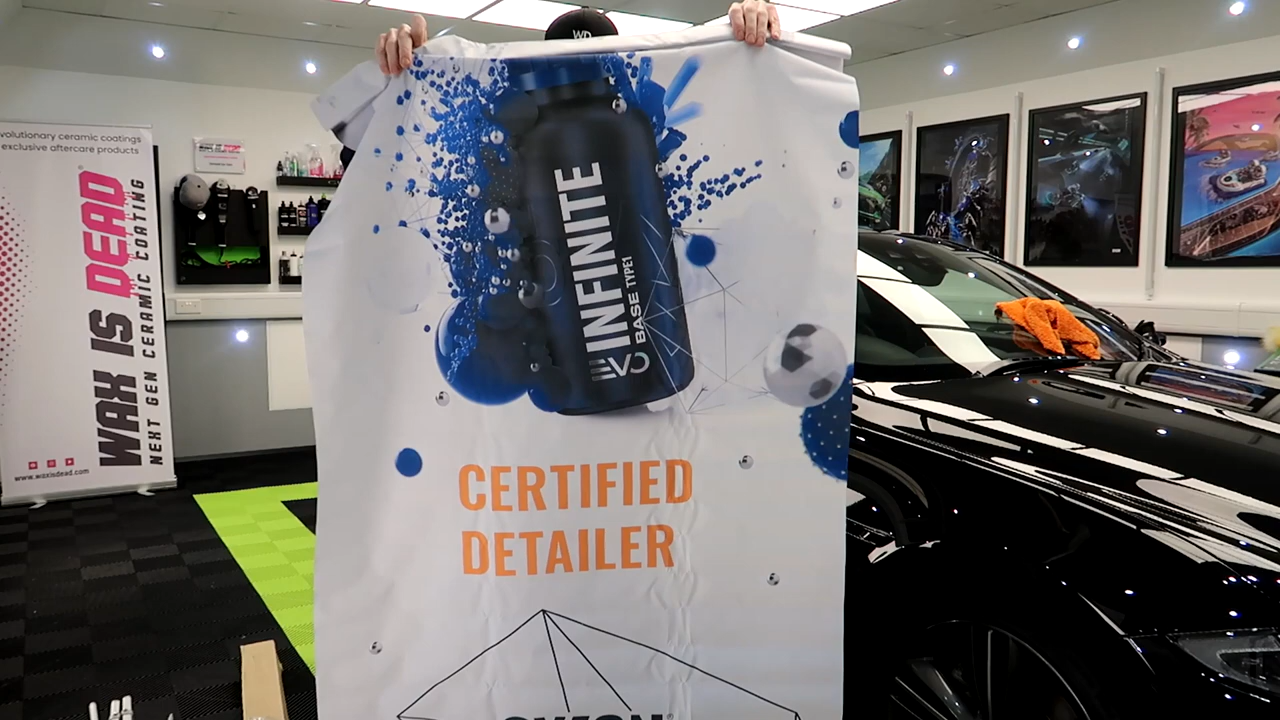 volutionary ceramic coatings
exclusive aftercare products
WAX IS DEAD
NEXT GEN CERAMIC COATING
www.waxisdead.com
WD
INFINITE
BASE TYPE1
EVO
CERTIFIED
DETAILER